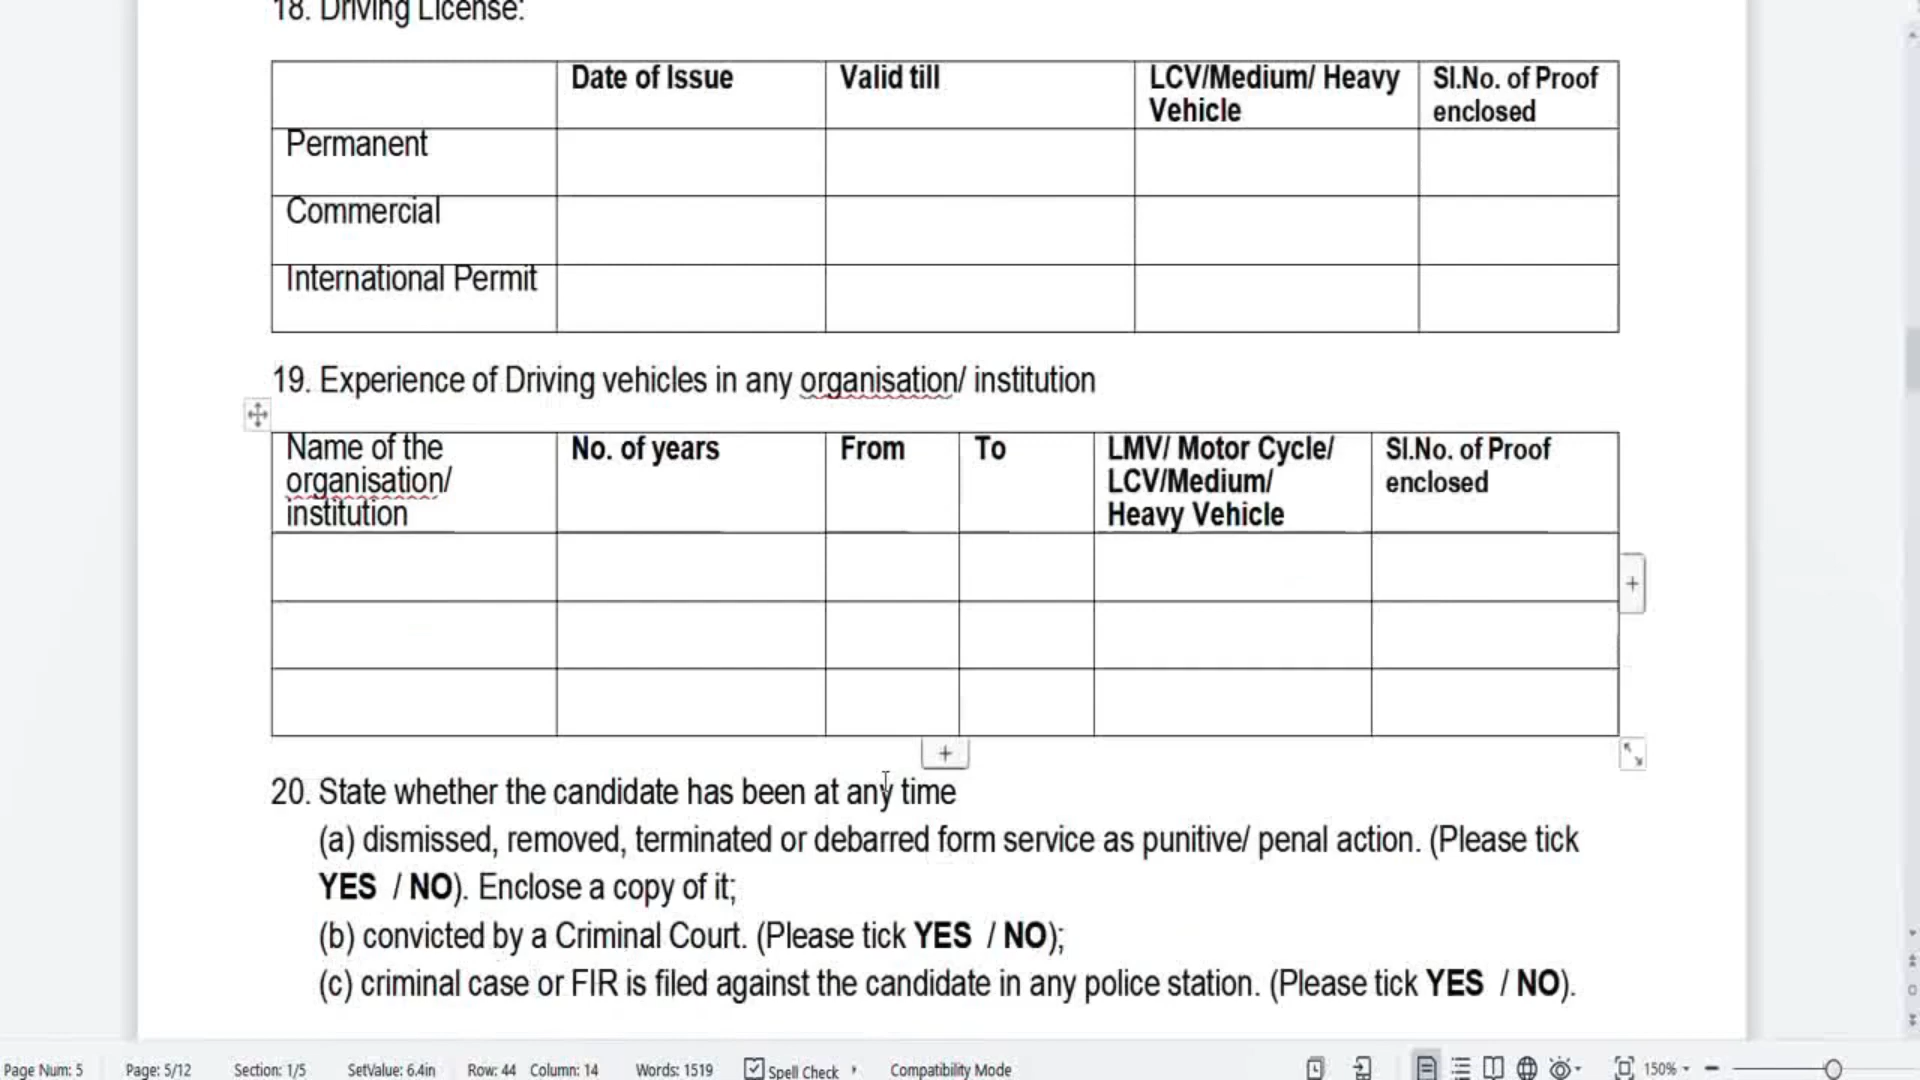 18. Driving License:
Date of Issue Valid till LCV/Medium/ Heavy Vehicle Sl.No. of Proof enclosed
Permanent
Commercial
International Permit
19. Experience of Driving vehicles in any organisation/ institution
Name of the organisation/ institution No. of years From To LMV/ Motor Cycle/ LCV/Medium/ Heavy Vehicle Sl.No. of Proof enclosed
20. State whether the candidate has been at any time
(a) dismissed, removed, terminated or debarred form service as punitive/ penal action. (Please tick
YES / NO). Enclose a copy of it;
(b) convicted by a Criminal Court. (Please tick YES / NO);
(c) criminal case or FIR is filed against the candidate in any police station. (Please tick YES / NO).
Page Num: 5 Page: 5/12 Section: 1/5 SetValue: 6.4in Row: 44 Column: 14 Words: 1519 Spell Check Compatibility Mode 150%